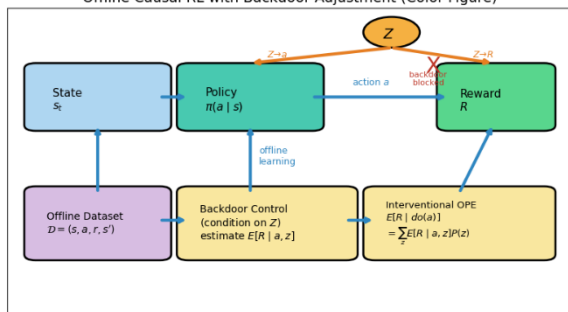 Offline Causal RL with Backdoor Adjustment (Color Figure)
Z
Z→a
Z→R
X
backdoor
blocked
State
s_t
Policy
π(a | s)
action a
Reward
R
offline
learning
Offline Dataset
𝒟 = (s, a, r, s′)
Backdoor Control
(condition on Z)
estimate E[R | a, z]
Interventional OPE
E[R | do(a)]
= ∑_z E[R | a, z]P(z)